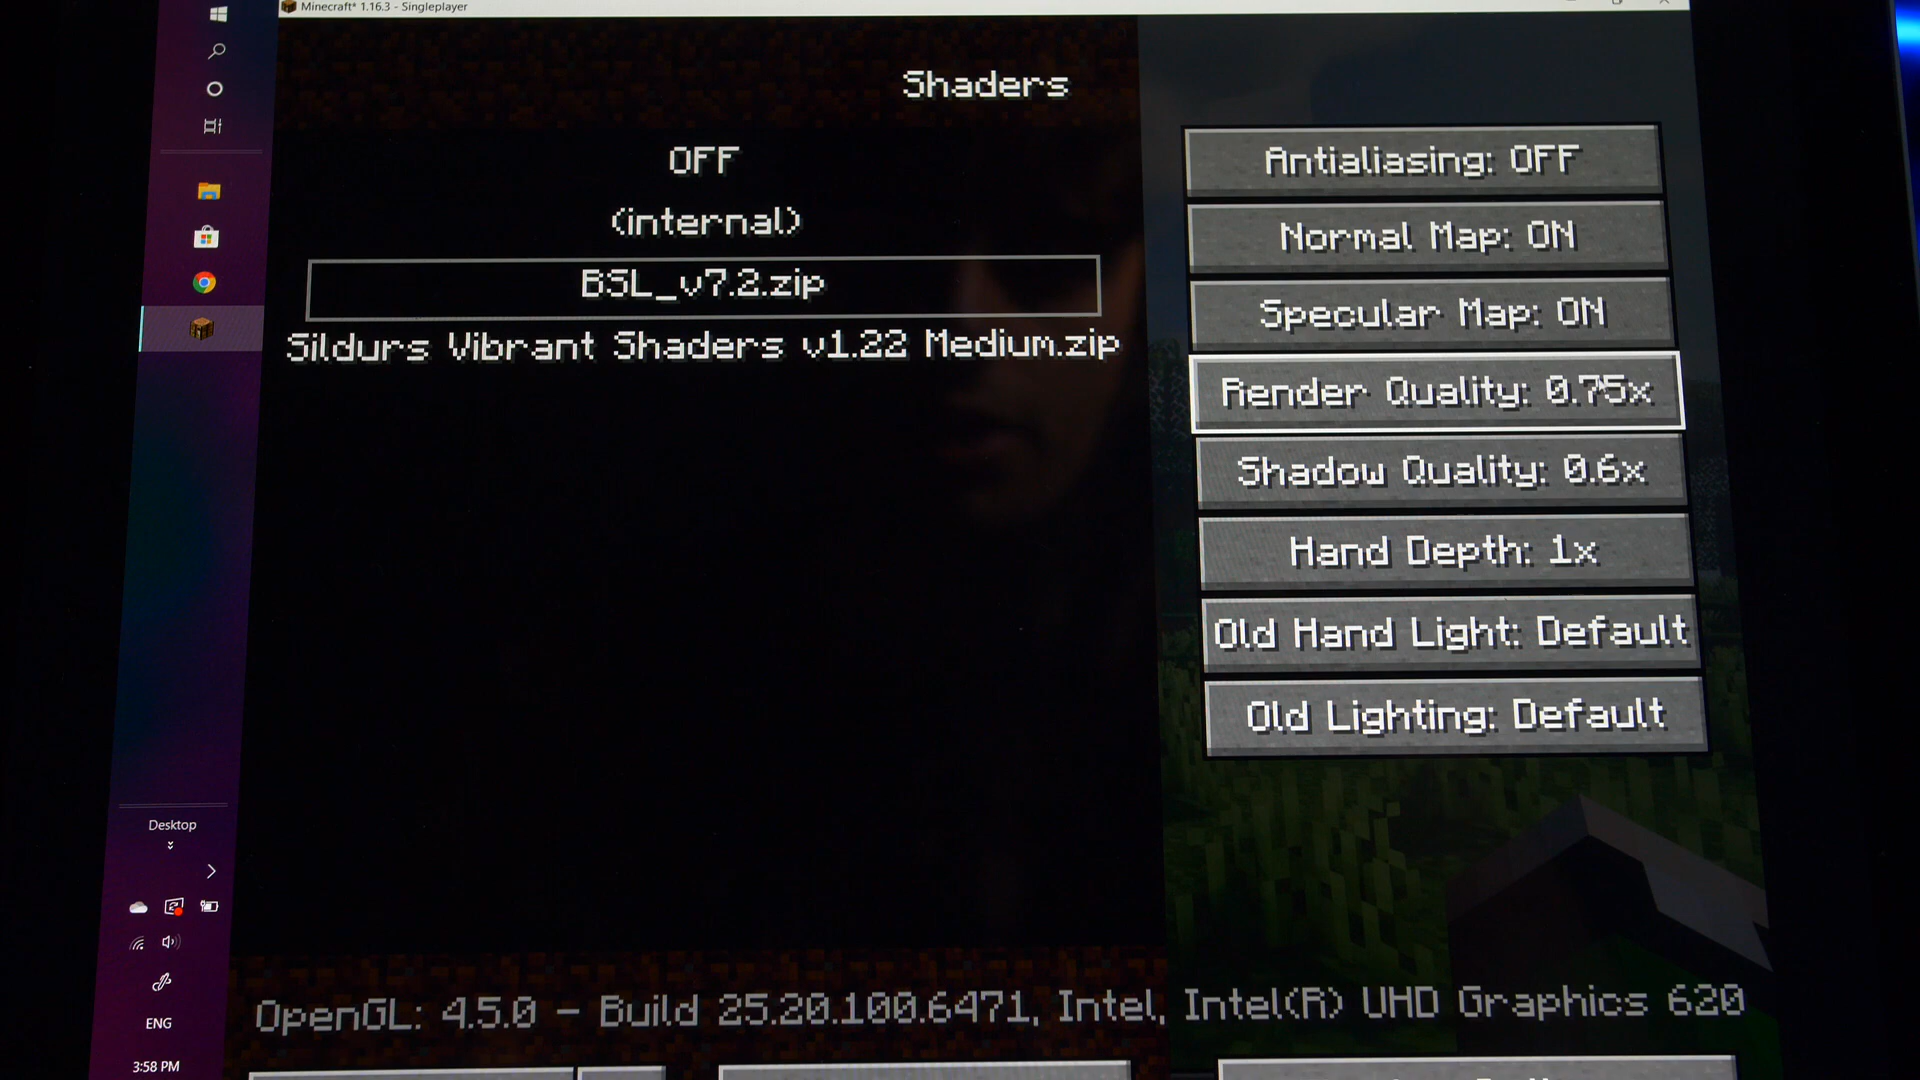 Minecraft* 1.16.3 - Singleplayer
Shaders
OFF
(internal)
BSL_v7.2.zip
Sildurs Vibrant Shaders v1.22 Medium.zip
Antialiasing: OFF
Normal Map: ON
Specular Map: ON
Render Quality: 0.75x
Shadow Quality: 0.6x
Hand Depth: 1x
Old Hand Light: Default
Old Lighting: Default
Desktop
ENG
3:58 PM
OpenGL: 4.5.0 - Build 25.20.100.6471, Intel, Intel(R) UHD Graphics 620